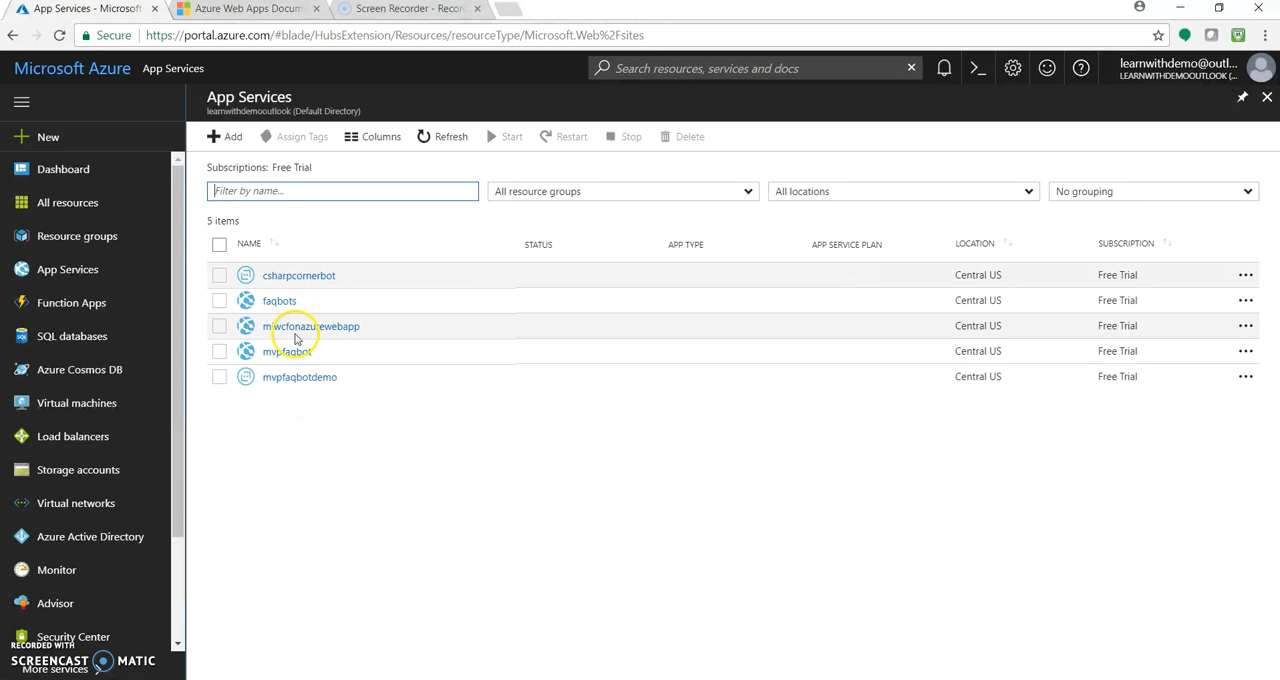 App Services - Microsoft
Azure Web Apps Docum
Screen Recorder - Reco
Secure
https://portal.azure.com/#blade/HubsExtension/Resources/resourceType/Microsoft.Web%2Fsites
Microsoft Azure App Services
Search resources, services and docs
learnwithdemo@outl...
LEARNWITHDEMOOUTLOOK (...
App Services
learnwithdemooutlook (Default Directory)
New
Add
Assign Tags
Columns
Refresh
Start
Restart
Stop
Delete
Dashboard
All resources
Resource groups
App Services
Function Apps
SQL databases
Azure Cosmos DB
Virtual machines
Load balancers
Storage accounts
Virtual networks
Azure Active Directory
Monitor
Advisor
Security Center
More services
Subscriptions: Free Trial
Filter by name...
All resource groups
All locations
No grouping
5 items
NAME STATUS APP TYPE APP SERVICE PLAN LOCATION SUBSCRIPTION
csharpcornerbot Central US Free Trial
faqbots Central US Free Trial
Central US Free Trial
mvpfaqbot Central US Free Trial
mvpfaqbotdemo Central US Free Trial
RECORDED WITH
SCREENCAST MATIC